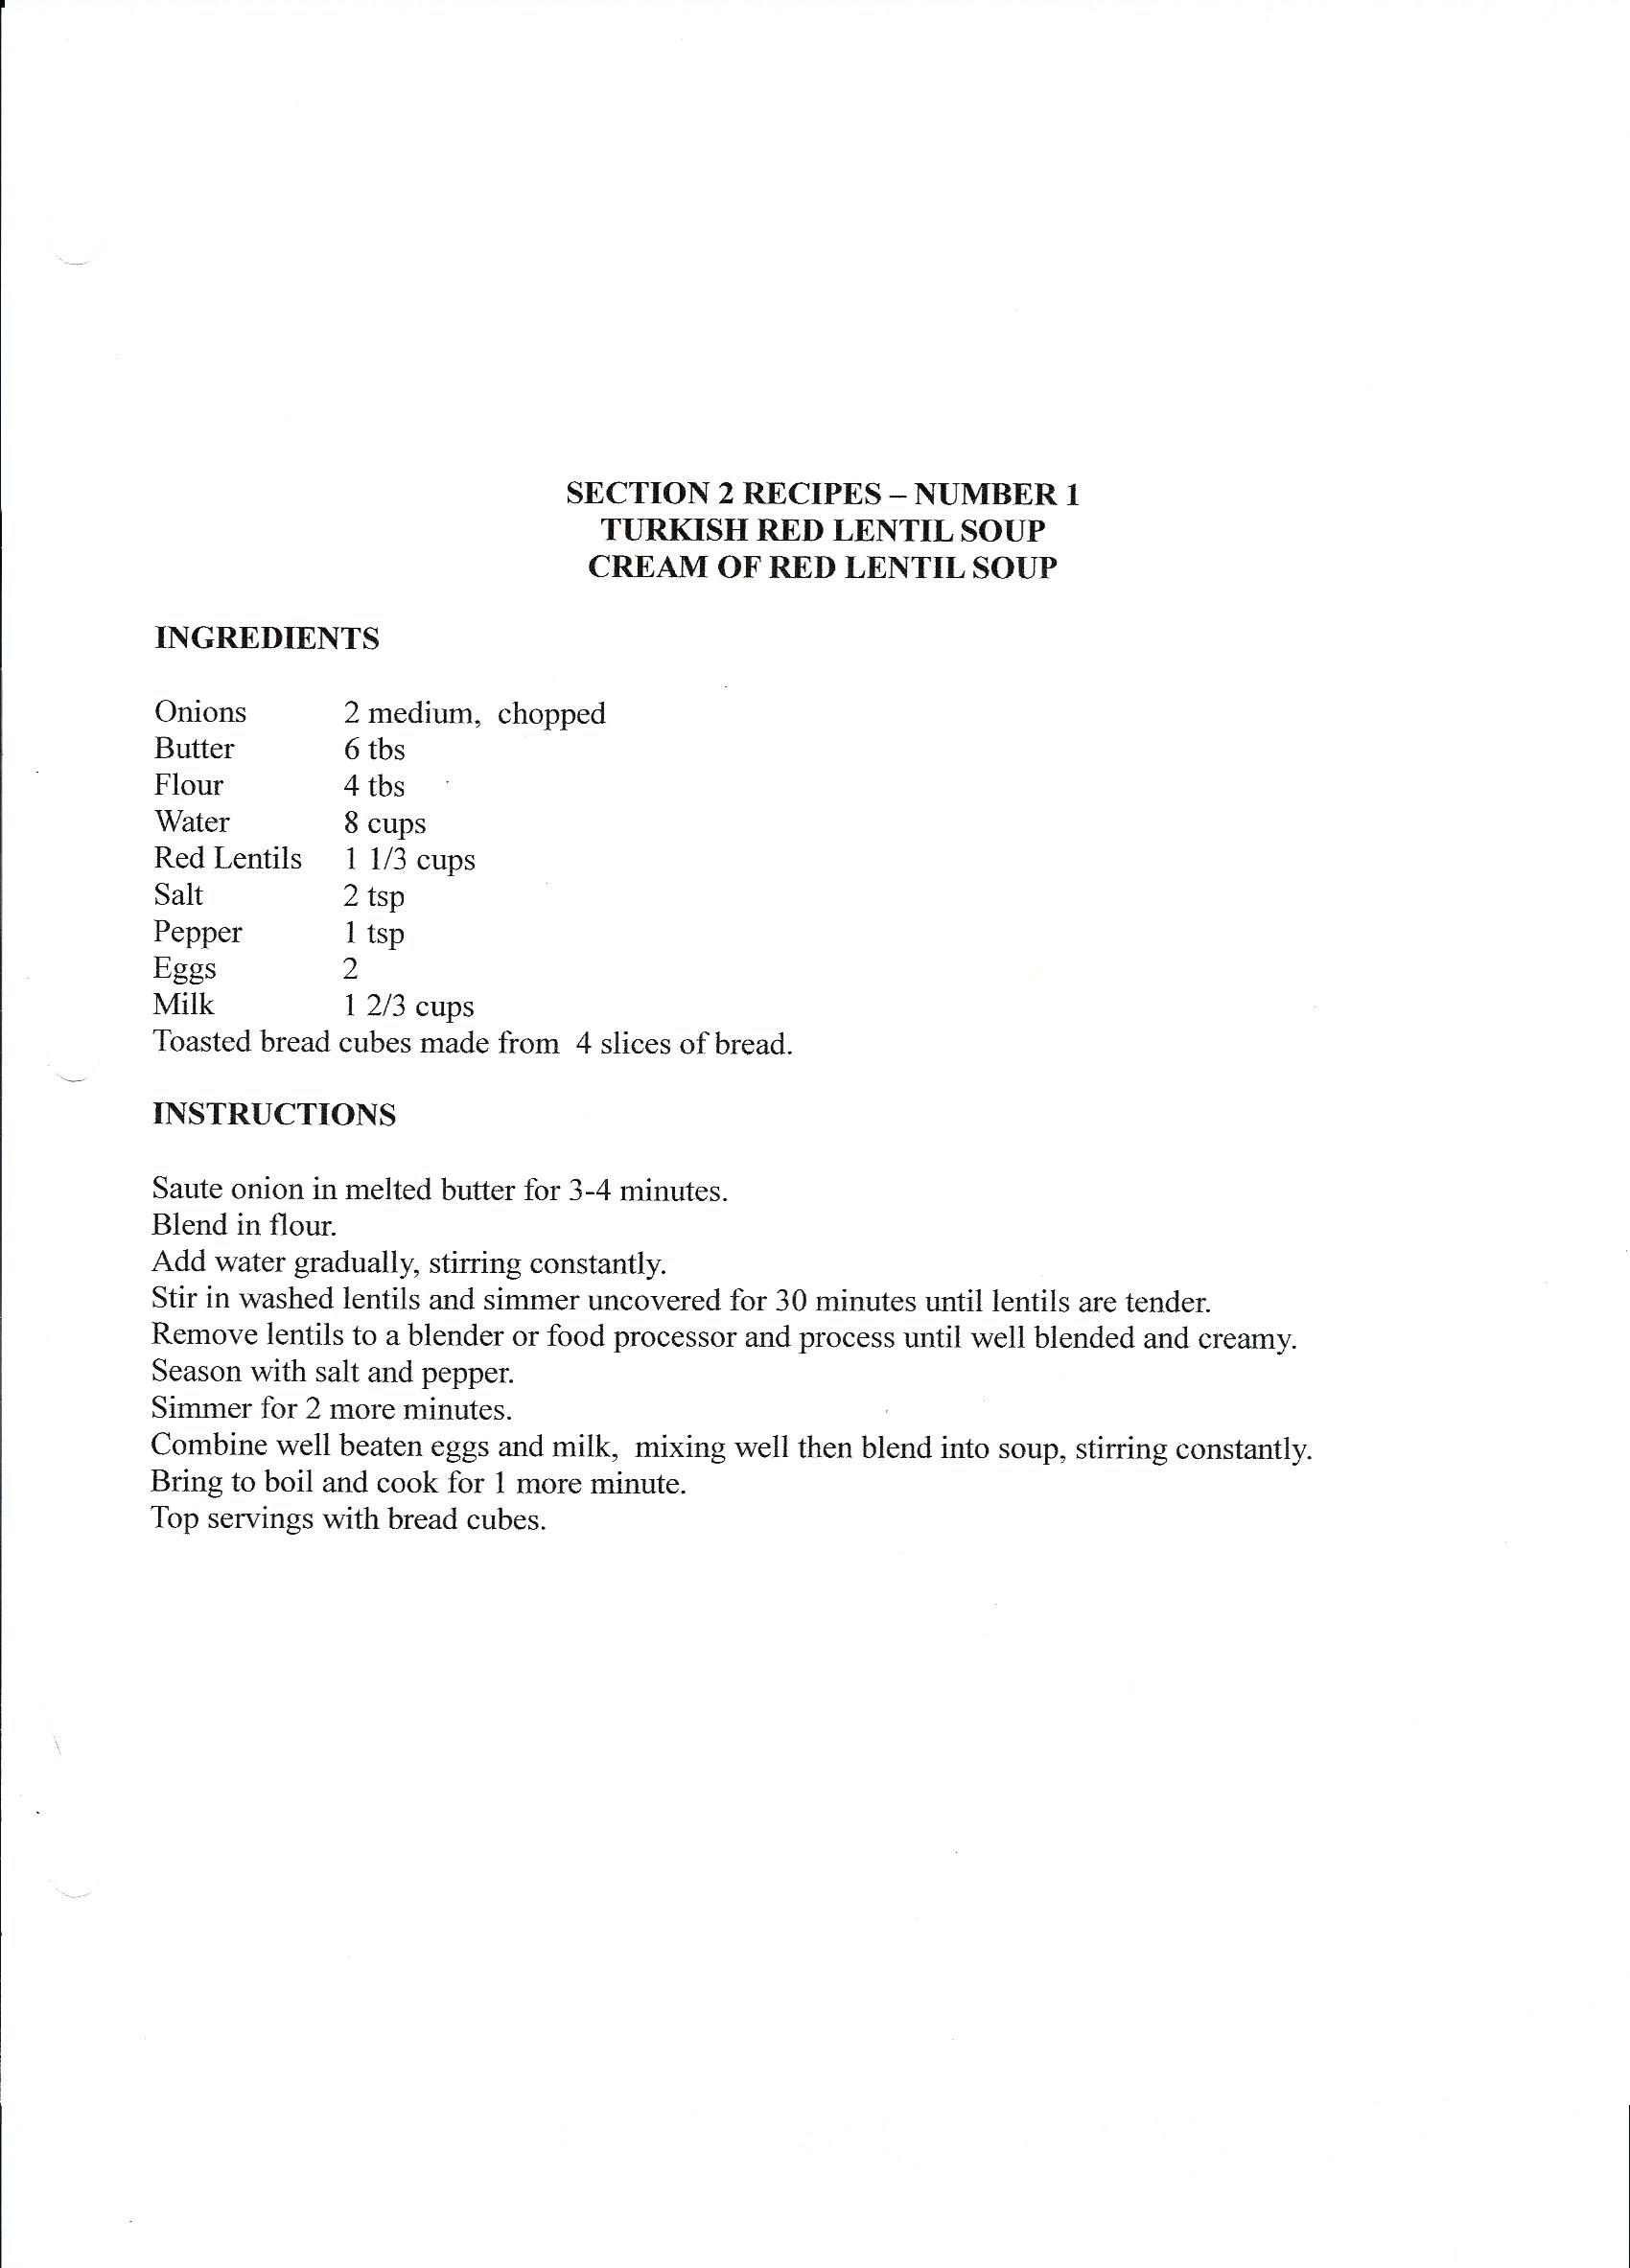 SECTION 2 RECIPES – NUMBER 1
TURKISH RED LENTIL SOUP
CREAM OF RED LENTIL SOUP
INGREDIENTS
Onions 2 medium, chopped
Butter 6 tbs
Flour 4 tbs
Water 8 cups
Red Lentils 1 1/3 cups
Salt 2 tsp
Pepper 1 tsp
Eggs 2
Milk 1 2/3 cups
Toasted bread cubes made from 4 slices of bread.
INSTRUCTIONS
Saute onion in melted butter for 3-4 minutes.
Blend in flour.
Add water gradually, stirring constantly.
Stir in washed lentils and simmer uncovered for 30 minutes until lentils are tender.
Remove lentils to a blender or food processor and process until well blended and creamy.
Season with salt and pepper.
Simmer for 2 more minutes.
Combine well beaten eggs and milk, mixing well then blend into soup, stirring constantly.
Bring to boil and cook for 1 more minute.
Top servings with bread cubes.